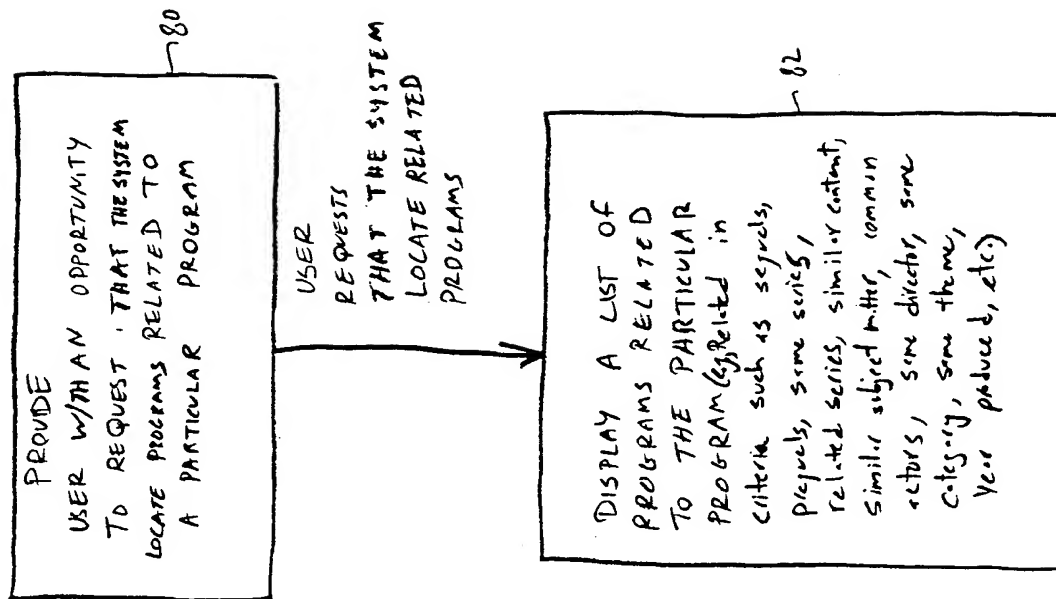 PROVIDE
USER W/ AN OPPORTUNITY
TO REQUEST THAT THE SYSTEM
LOCATE PROGRAMS RELATED TO
A PARTICULAR PROGRAM
80
USER
REQUESTS
THAT THE SYSTEM
LOCATE RELATED
PROGRAMS
DISPLAY A LIST OF
PROGRAMS RELATED
TO THE PARTICULAR
PROGRAM (e.g., Related in
criteria such as sequels,
prequels, same series,
related series, similar content,
similar subject matter, common
actors, same director, same
category, same theme,
year produced, etc.)
82